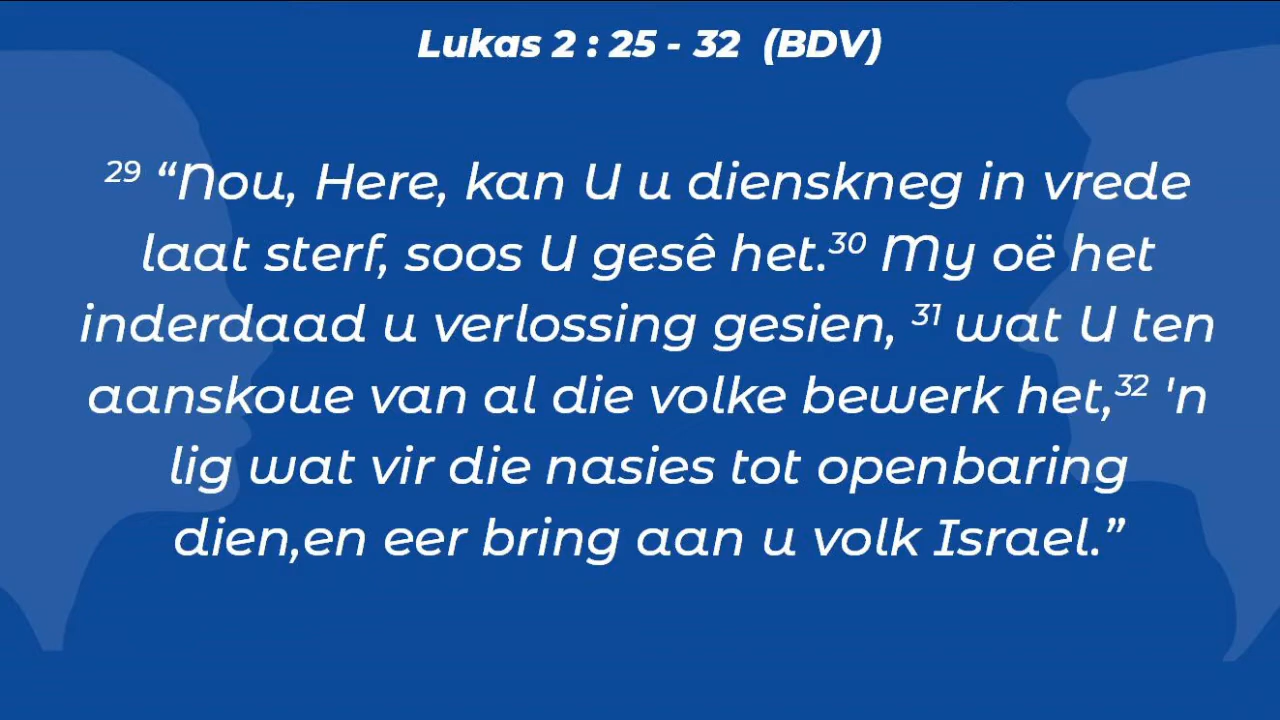 Lukas 2 : 25 - 32 (BDV)
²⁹ “Nou, Here, kan U u dienskneg in vrede
laat sterf, soos U gesê het.³⁰ My oë het
inderdaad u verlossing gesien, ³¹ wat U ten
aanskoue van al die volke bewerk het,³² 'n
lig wat vir die nasies tot openbaring
dien,en eer bring aan u volk Israel.”